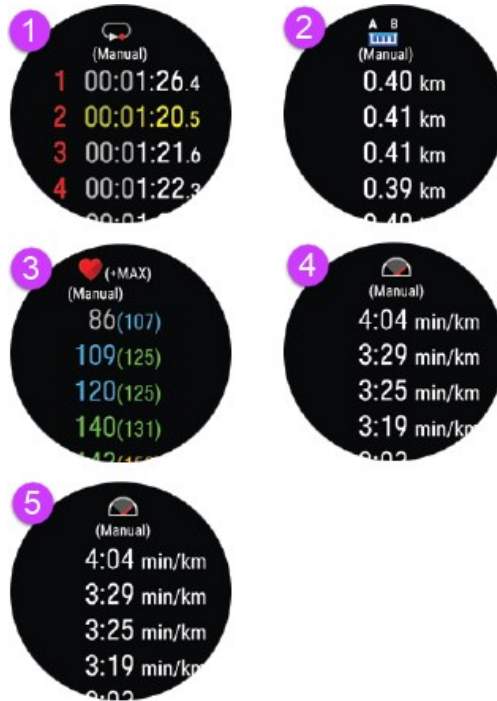 1
(Manual)
1 00:01:26.4
2 00:01:20.5
3 00:01:21.6
4 00:01:22.3
2
A B
(Manual)
0.40 km
0.41 km
0.41 km
0.39 km
3
(+MAX)
(Manual)
86(107)
109(125)
120(125)
140(131)
4
(Manual)
4:04 min/km
3:29 min/km
3:25 min/km
3:19 min/km
5
(Manual)
4:04 min/km
3:29 min/km
3:25 min/km
3:19 min/km